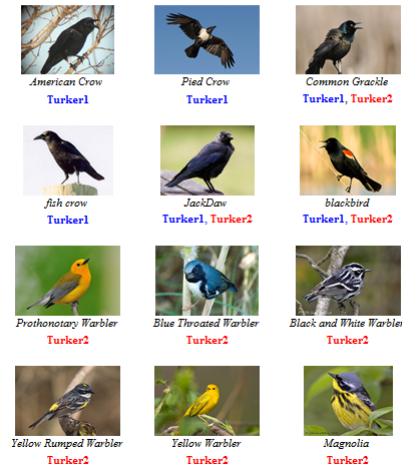 American Crow Pied Crow Common Grackle
Turker1 Turker1 Turker1, Turker2
fish crow JackDaw blackbird
Turker1 Turker1, Turker2 Turker1, Turker2
Prothonotary Warbler Blue Throated Warbler Black and White Warbler
Turker2 Turker2 Turker2
Yellow Rumped Warbler Yellow Warbler Magnolia
Turker2 Turker2 Turker2